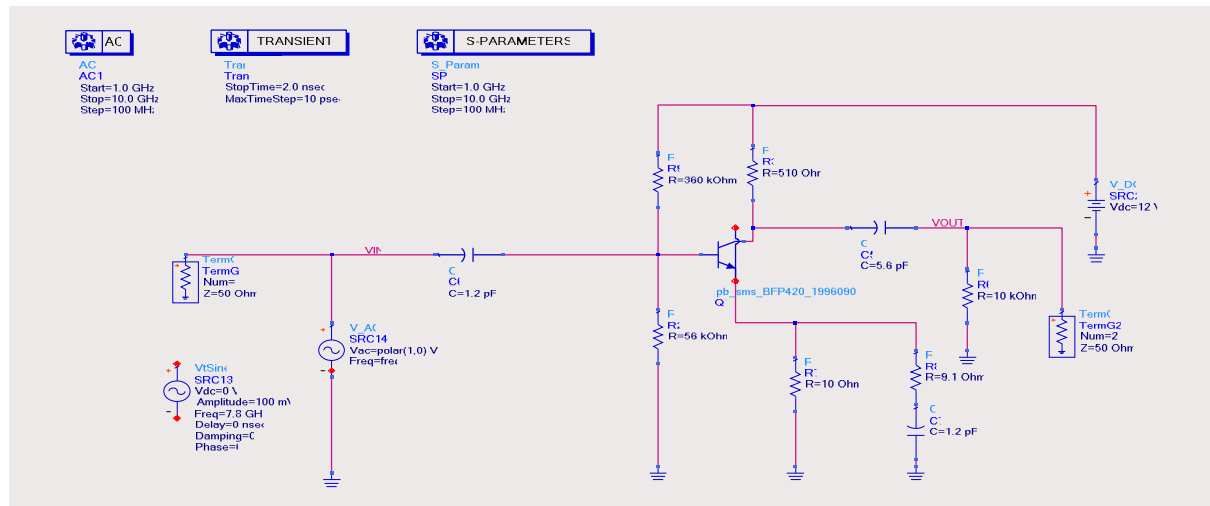 AC
TRANSIENT
S-PARAMETERS
AC
AC1
Start=1.0 GHz
Stop=10.0 GHz
Step=100 MHz
Tran
Tran
StopTime=2.0 nsec
MaxTimeStep=10 psec
S_Param
SP
Start=1.0 GHz
Stop=10.0 GHz
Step=100 MHz
R=360 kOhm
R=510 Ohm
V_DC
Vdc=12 V
VIN
VOUT
TermG
Num=
Z=50 Ohm
C
C=1.2 pF
C
C=5.6 pF
pb_sms_BFP420_1996090
Q
R=10 kOhm
TermG2
Num=2
Z=50 Ohm
V_AC
SRC14
Vac=polar(1,0) V
Freq=freq
R=56 kOhm
VtSine
SRC13
Vdc=0 V
Amplitude=100 mV
Freq=7.8 GH
Delay=0 nsec
Damping=0
Phase=
R=10 Ohm
R=9.1 Ohm
C
C=1.2 pF